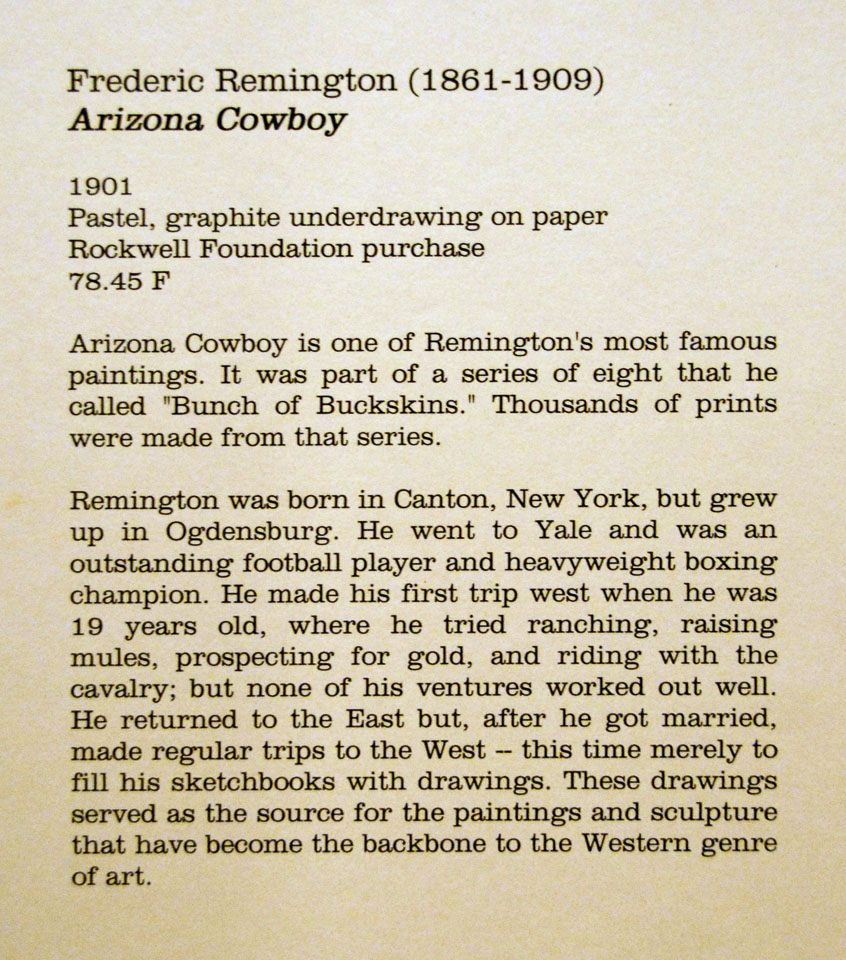 Frederic Remington (1861-1909)
Arizona Cowboy
1901
Pastel, graphite underdrawing on paper
Rockwell Foundation purchase
78.45 F
Arizona Cowboy is one of Remington's most famous
paintings. It was part of a series of eight that he
called "Bunch of Buckskins." Thousands of prints
were made from that series.
Remington was born in Canton, New York, but grew
up in Ogdensburg. He went to Yale and was an
outstanding football player and heavyweight boxing
champion. He made his first trip west when he was
19 years old, where he tried ranching, raising
mules, prospecting for gold, and riding with the
cavalry; but none of his ventures worked out well.
He returned to the East but, after he got married,
made regular trips to the West -- this time merely to
fill his sketchbooks with drawings. These drawings
served as the source for the paintings and sculpture
that have become the backbone to the Western genre
of art.